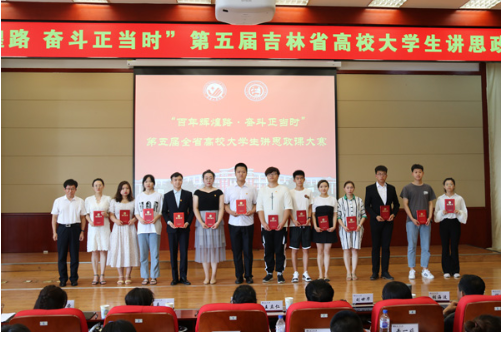 路 奋斗正当时” 第五届吉林省高校大学生讲思政
“百年辉煌路·奋斗正当时”
第五届全省高校大学生讲思政课大赛